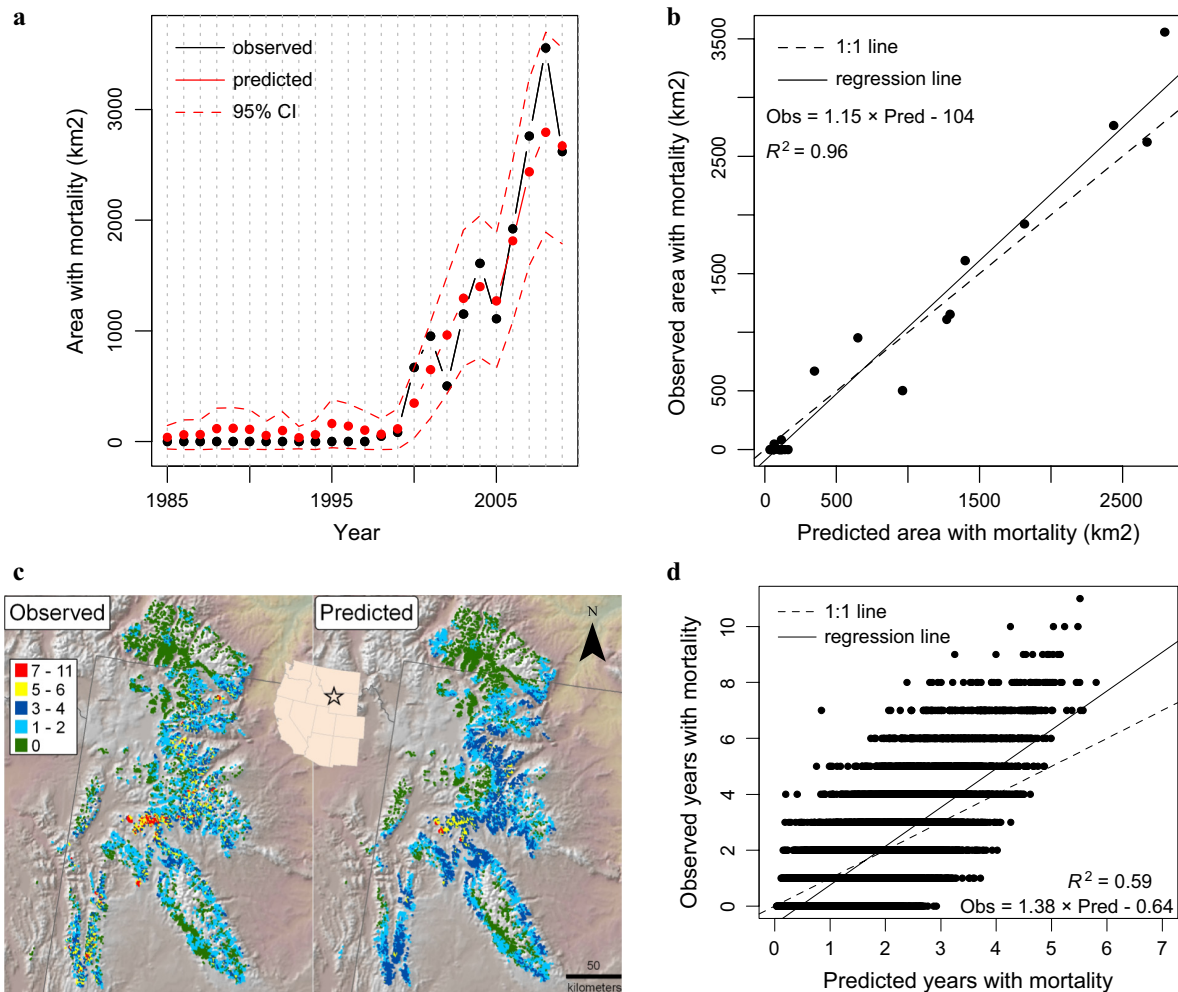 a
observed
predicted
95% CI
Area with mortality (km2)
0
1000
2000
3000
1985
1995
2005
Year
b
1:1 line
regression line
Obs = 1.15 × Pred - 104
R² = 0.96
Observed area with mortality (km2)
0
500
1500
2500
3500
0
500
1500
2500
Predicted area with mortality (km2)
c
Observed
7 - 11
5 - 6
3 - 4
1 - 2
0
Predicted
N
50
kilometers
d
1:1 line
regression line
R² = 0.59
Obs = 1.38 × Pred - 0.64
Observed years with mortality
0
2
4
6
8
10
0
1
2
3
4
5
6
7
Predicted years with mortality